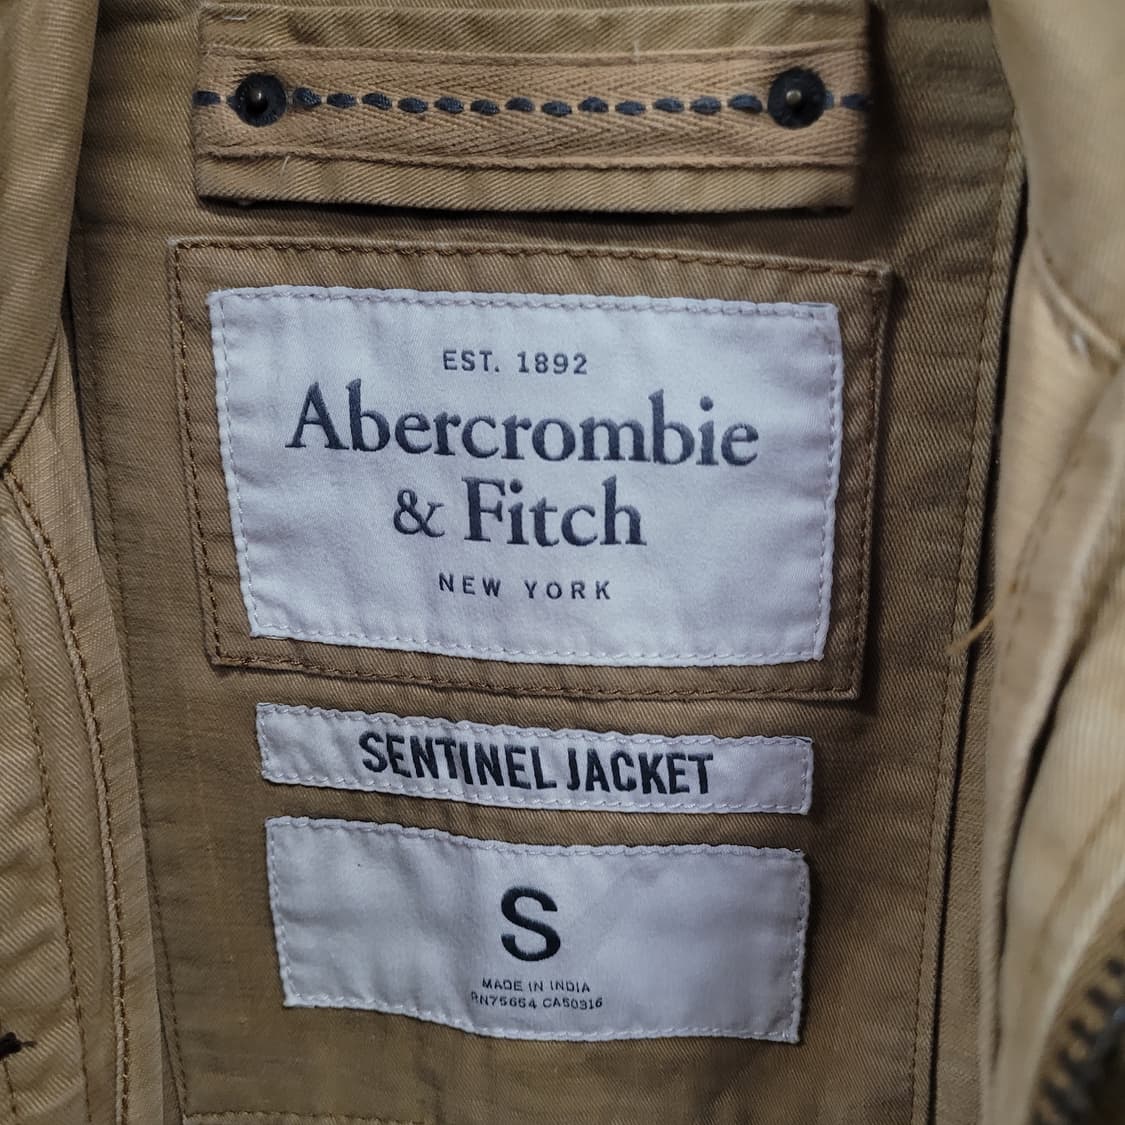 EST. 1892
Abercrombie
& Fitch
NEW YORK
SENTINEL JACKET
S
MADE IN INDIA
RN75654 CA50316